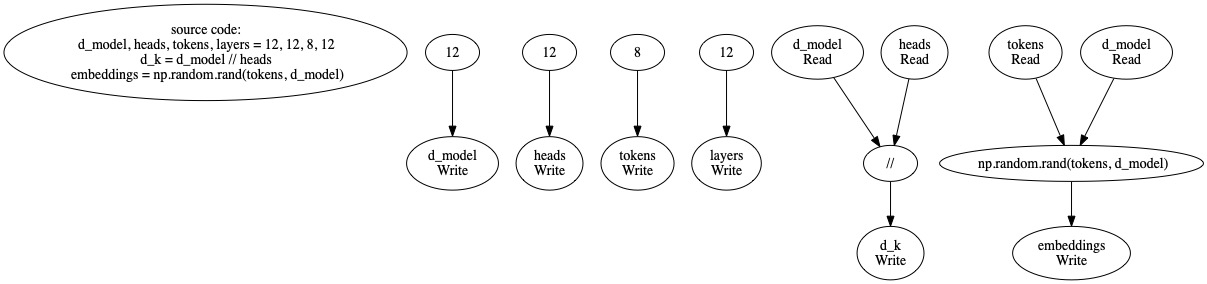 source code:
d_model, heads, tokens, layers = 12, 12, 8, 12
d_k = d_model // heads
embeddings = np.random.rand(tokens, d_model)
12
12
8
12
d_model
Read
heads
Read
tokens
Read
d_model
Read
d_model
Write
heads
Write
tokens
Write
layers
Write
//
np.random.rand(tokens, d_model)
d_k
Write
embeddings
Write